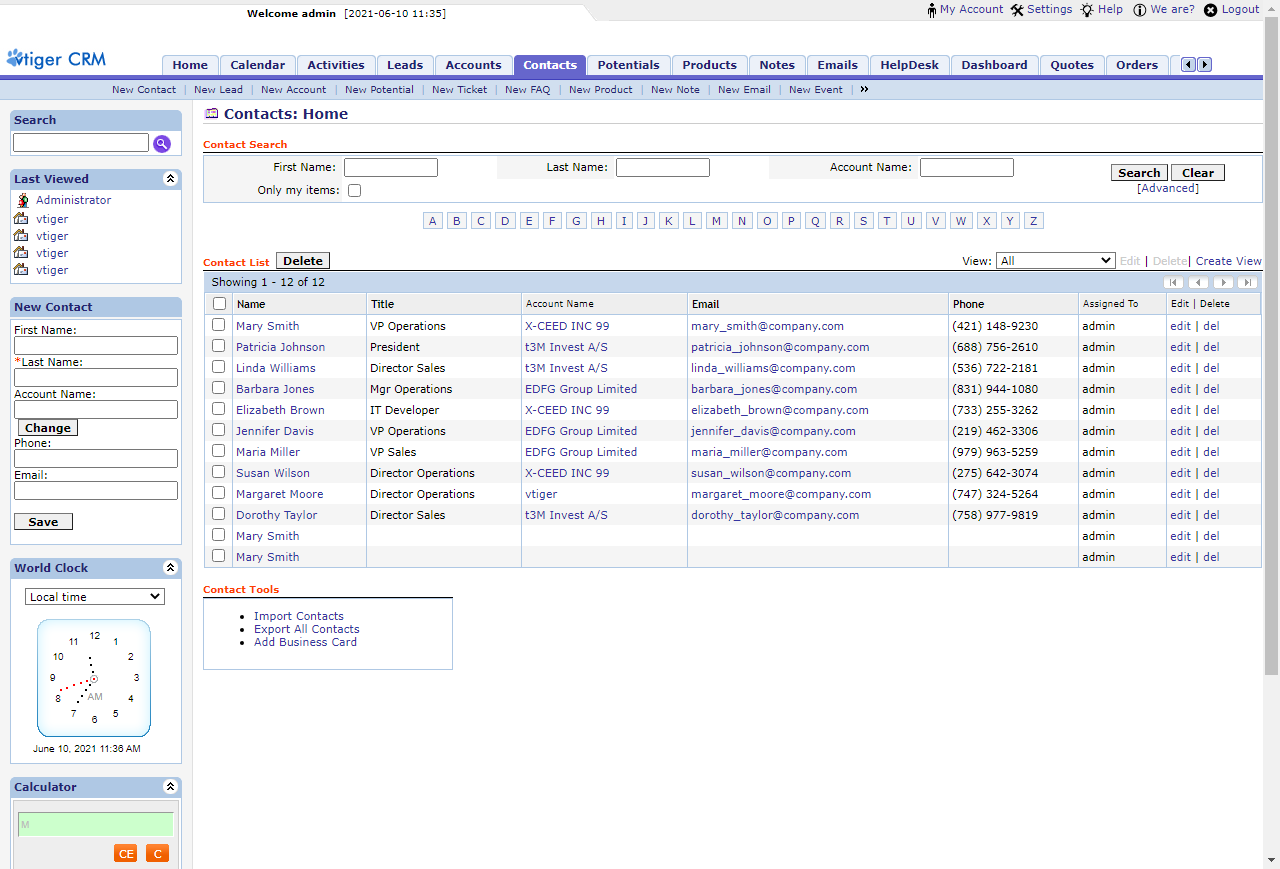 Welcome admin [2021-06-10 11:35]
My Account Settings Help We are? Logout
vtiger CRM
Home Calendar Activities Leads Accounts Contacts Potentials Products Notes Emails HelpDesk Dashboard Quotes Orders
New Contact | New Lead | New Account | New Potential | New Ticket | New FAQ | New Product | New Note | New Email | New Event | »
Search
Last Viewed
Administrator
vtiger
vtiger
vtiger
vtiger
New Contact
First Name:
*Last Name:
Account Name:
Change
Phone:
Email:
Save
World Clock
Local time
12
11 1
10 2
9 3
8 AM 4
7 5
6
June 10, 2021 11:36 AM
Calculator
M
CE C
Contacts: Home
Contact Search
First Name: Last Name: Account Name:
Search Clear
Only my items:
[Advanced]
A B C D E F G H I J K L M N O P Q R S T U V W X Y Z
Contact List Delete View: All Edit | Delete | Create View
Showing 1 - 12 of 12
Name Title Account Name Email Phone Assigned To Edit | Delete
Mary Smith VP Operations X-CEED INC 99 mary_smith@company.com (421) 148-9230 admin edit | del
Patricia Johnson President t3M Invest A/S patricia_johnson@company.com (688) 756-2610 admin edit | del
Linda Williams Director Sales t3M Invest A/S linda_williams@company.com (536) 722-2181 admin edit | del
Barbara Jones Mgr Operations EDFG Group Limited barbara_jones@company.com (831) 944-1080 admin edit | del
Elizabeth Brown IT Developer X-CEED INC 99 elizabeth_brown@company.com (733) 255-3262 admin edit | del
Jennifer Davis VP Operations EDFG Group Limited jennifer_davis@company.com (219) 462-3306 admin edit | del
Maria Miller VP Sales EDFG Group Limited maria_miller@company.com (979) 963-5259 admin edit | del
Susan Wilson Director Operations X-CEED INC 99 susan_wilson@company.com (275) 642-3074 admin edit | del
Margaret Moore Director Operations vtiger margaret_moore@company.com (747) 324-5264 admin edit | del
Dorothy Taylor Director Sales t3M Invest A/S dorothy_taylor@company.com (758) 977-9819 admin edit | del
Mary Smith admin edit | del
Mary Smith admin edit | del
Contact Tools
Import Contacts
Export All Contacts
Add Business Card